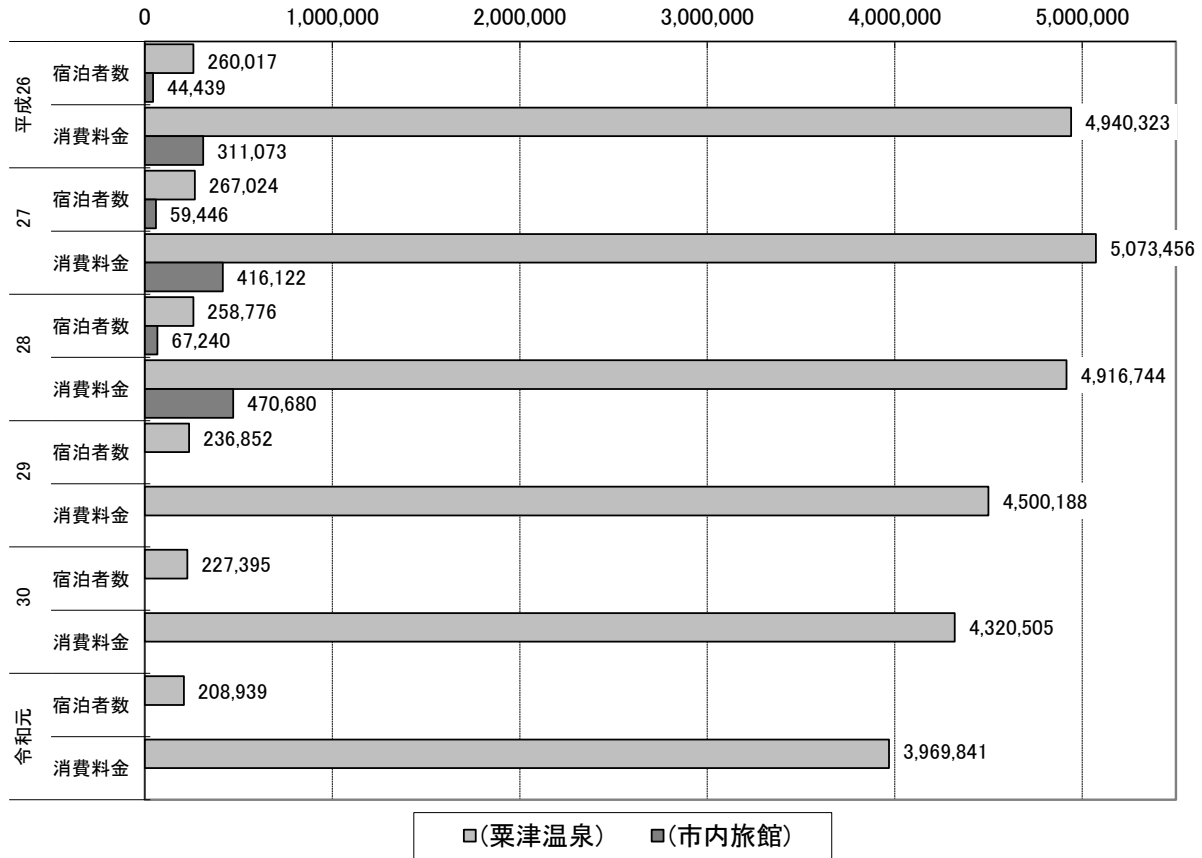 0 1,000,000 2,000,000 3,000,000 4,000,000 5,000,000
平成26
宿泊者数 260,017
44,439
消費料金 4,940,323
311,073
27
宿泊者数 267,024
59,446
消費料金 5,073,456
416,122
28
宿泊者数 258,776
67,240
消費料金 4,916,744
470,680
29
宿泊者数 236,852
消費料金 4,500,188
30
宿泊者数 227,395
消費料金 4,320,505
令和元
宿泊者数 208,939
消費料金 3,969,841
(粟津温泉) (市内旅館)